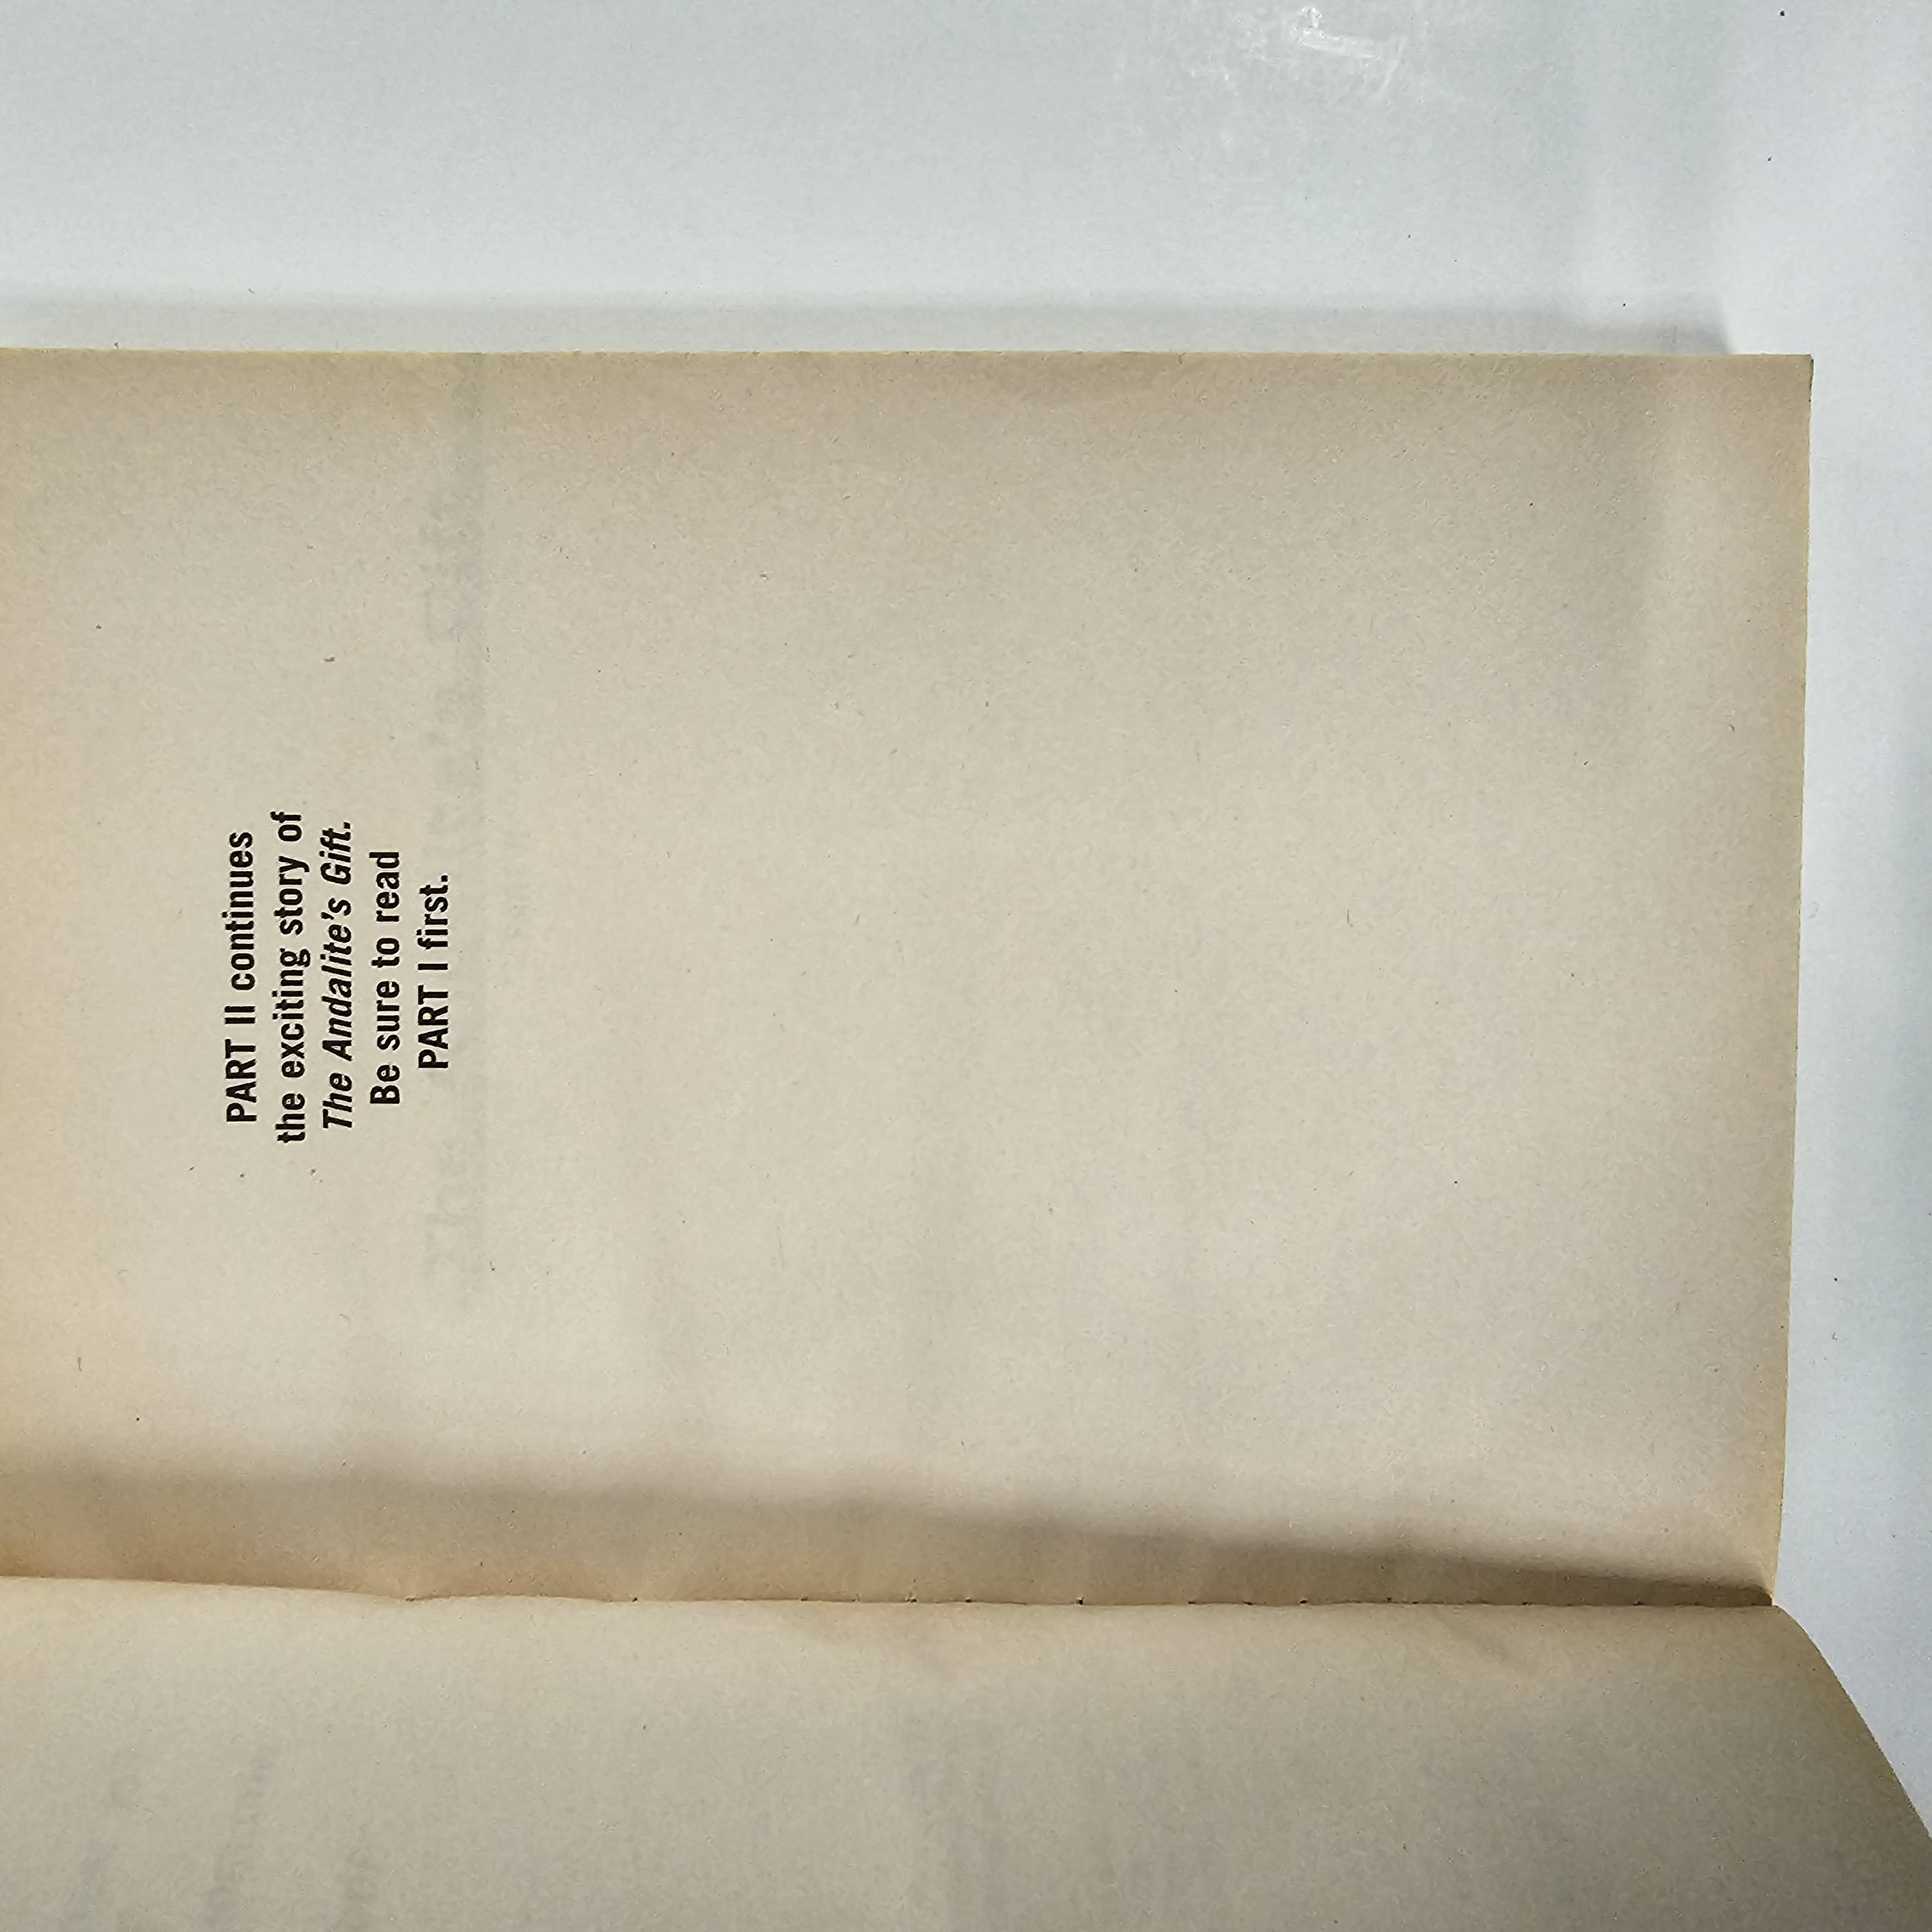 PART II continues
the exciting story of
The Andalite's Gift.
Be sure to read
PART I first.